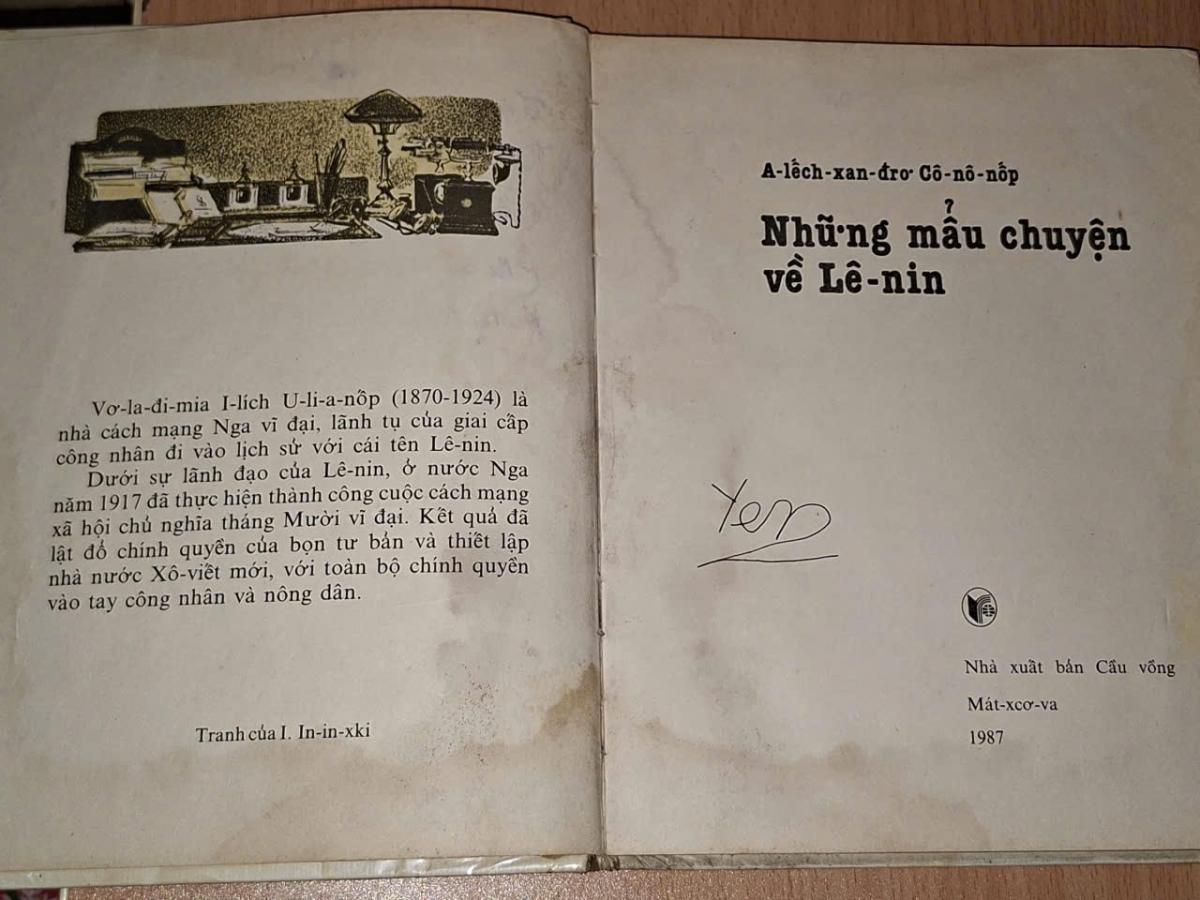 Vơ-la-đi-mia I-lích U-li-a-nốp (1870-1924) là
nhà cách mạng Nga vĩ đại, lãnh tụ của giai cấp
công nhân đi vào lịch sử với cái tên Lê-nin.
Dưới sự lãnh đạo của Lê-nin, ở nước Nga
năm 1917 đã thực hiện thành công cuộc cách mạng
xã hội chủ nghĩa tháng Mười vĩ đại. Kết quả đã
lật đổ chính quyền của bọn tư bản và thiết lập
nhà nước Xô-viết mới, với toàn bộ chính quyền
vào tay công nhân và nông dân.
Tranh của I. In-in-xki
A-lếch-xan-đrơ Cô-nô-nốp
Những mẩu chuyện
về Lê-nin
Yen
Nhà xuất bản Cầu vồng
Mát-xcơ-va
1987